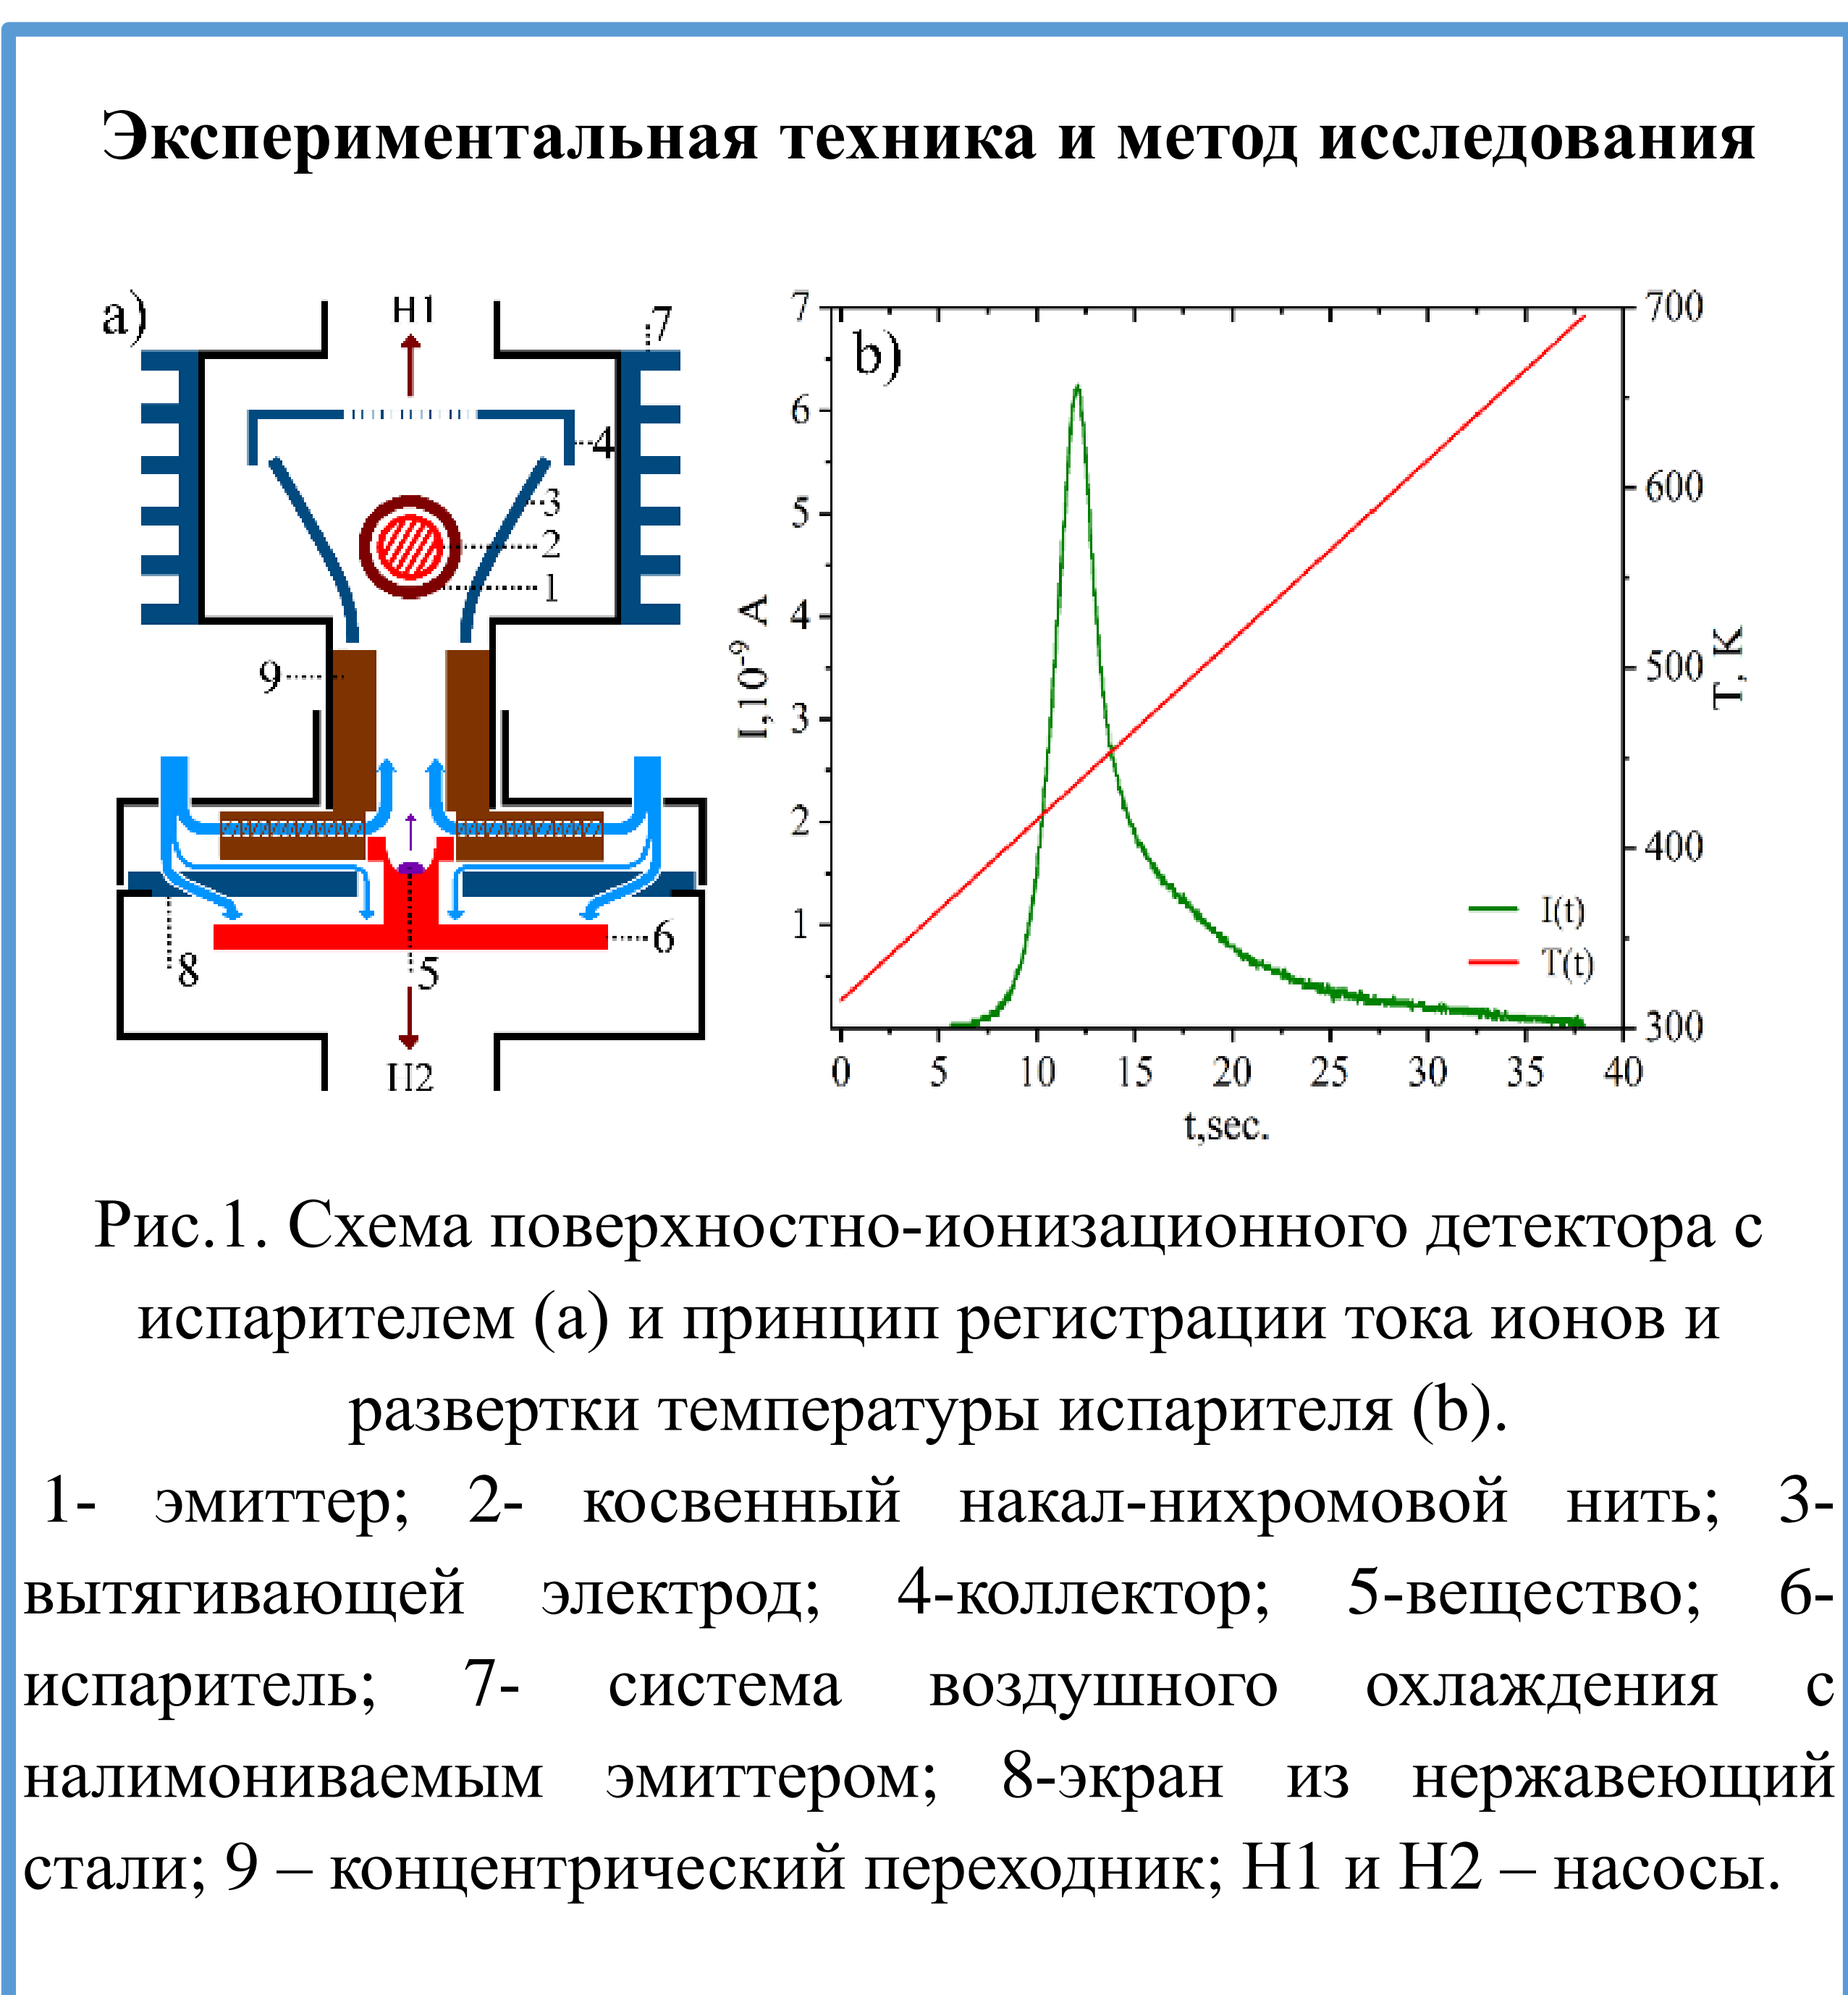 Экспериментальная техника и метод исследования
a)
Н1
7
4
3
2
1
9
8
5
6
Н2
b)
7
6
5
4
3
2
1
I,10⁻⁹ A
700
600
500
400
300
T, K
I(t)
T(t)
0 5 10 15 20 25 30 35 40
t,sec.
Рис.1. Схема поверхностно-ионизационного детектора с
испарителем (а) и принцип регистрации тока ионов и
развертки температуры испарителя (b).
1- эмиттер; 2- косвенный накал-нихромовой нить; 3-
вытягивающей электрод; 4-коллектор; 5-вещество; 6-
испаритель; 7- система воздушного охлаждения с
налимониваемым эмиттером; 8-экран из нержавеющий
стали; 9 – концентрический переходник; Н1 и Н2 – насосы.